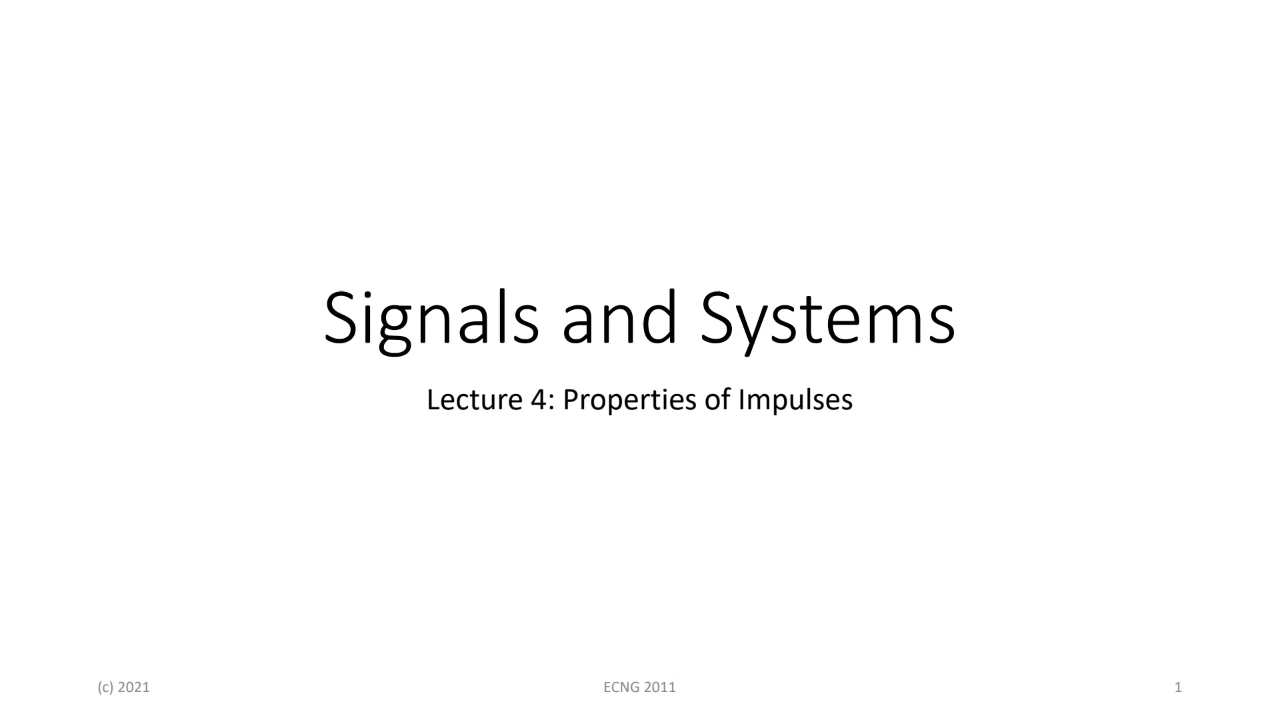 Signals and Systems
Lecture 4: Properties of Impulses
(c) 2021
ECNG 2011
1